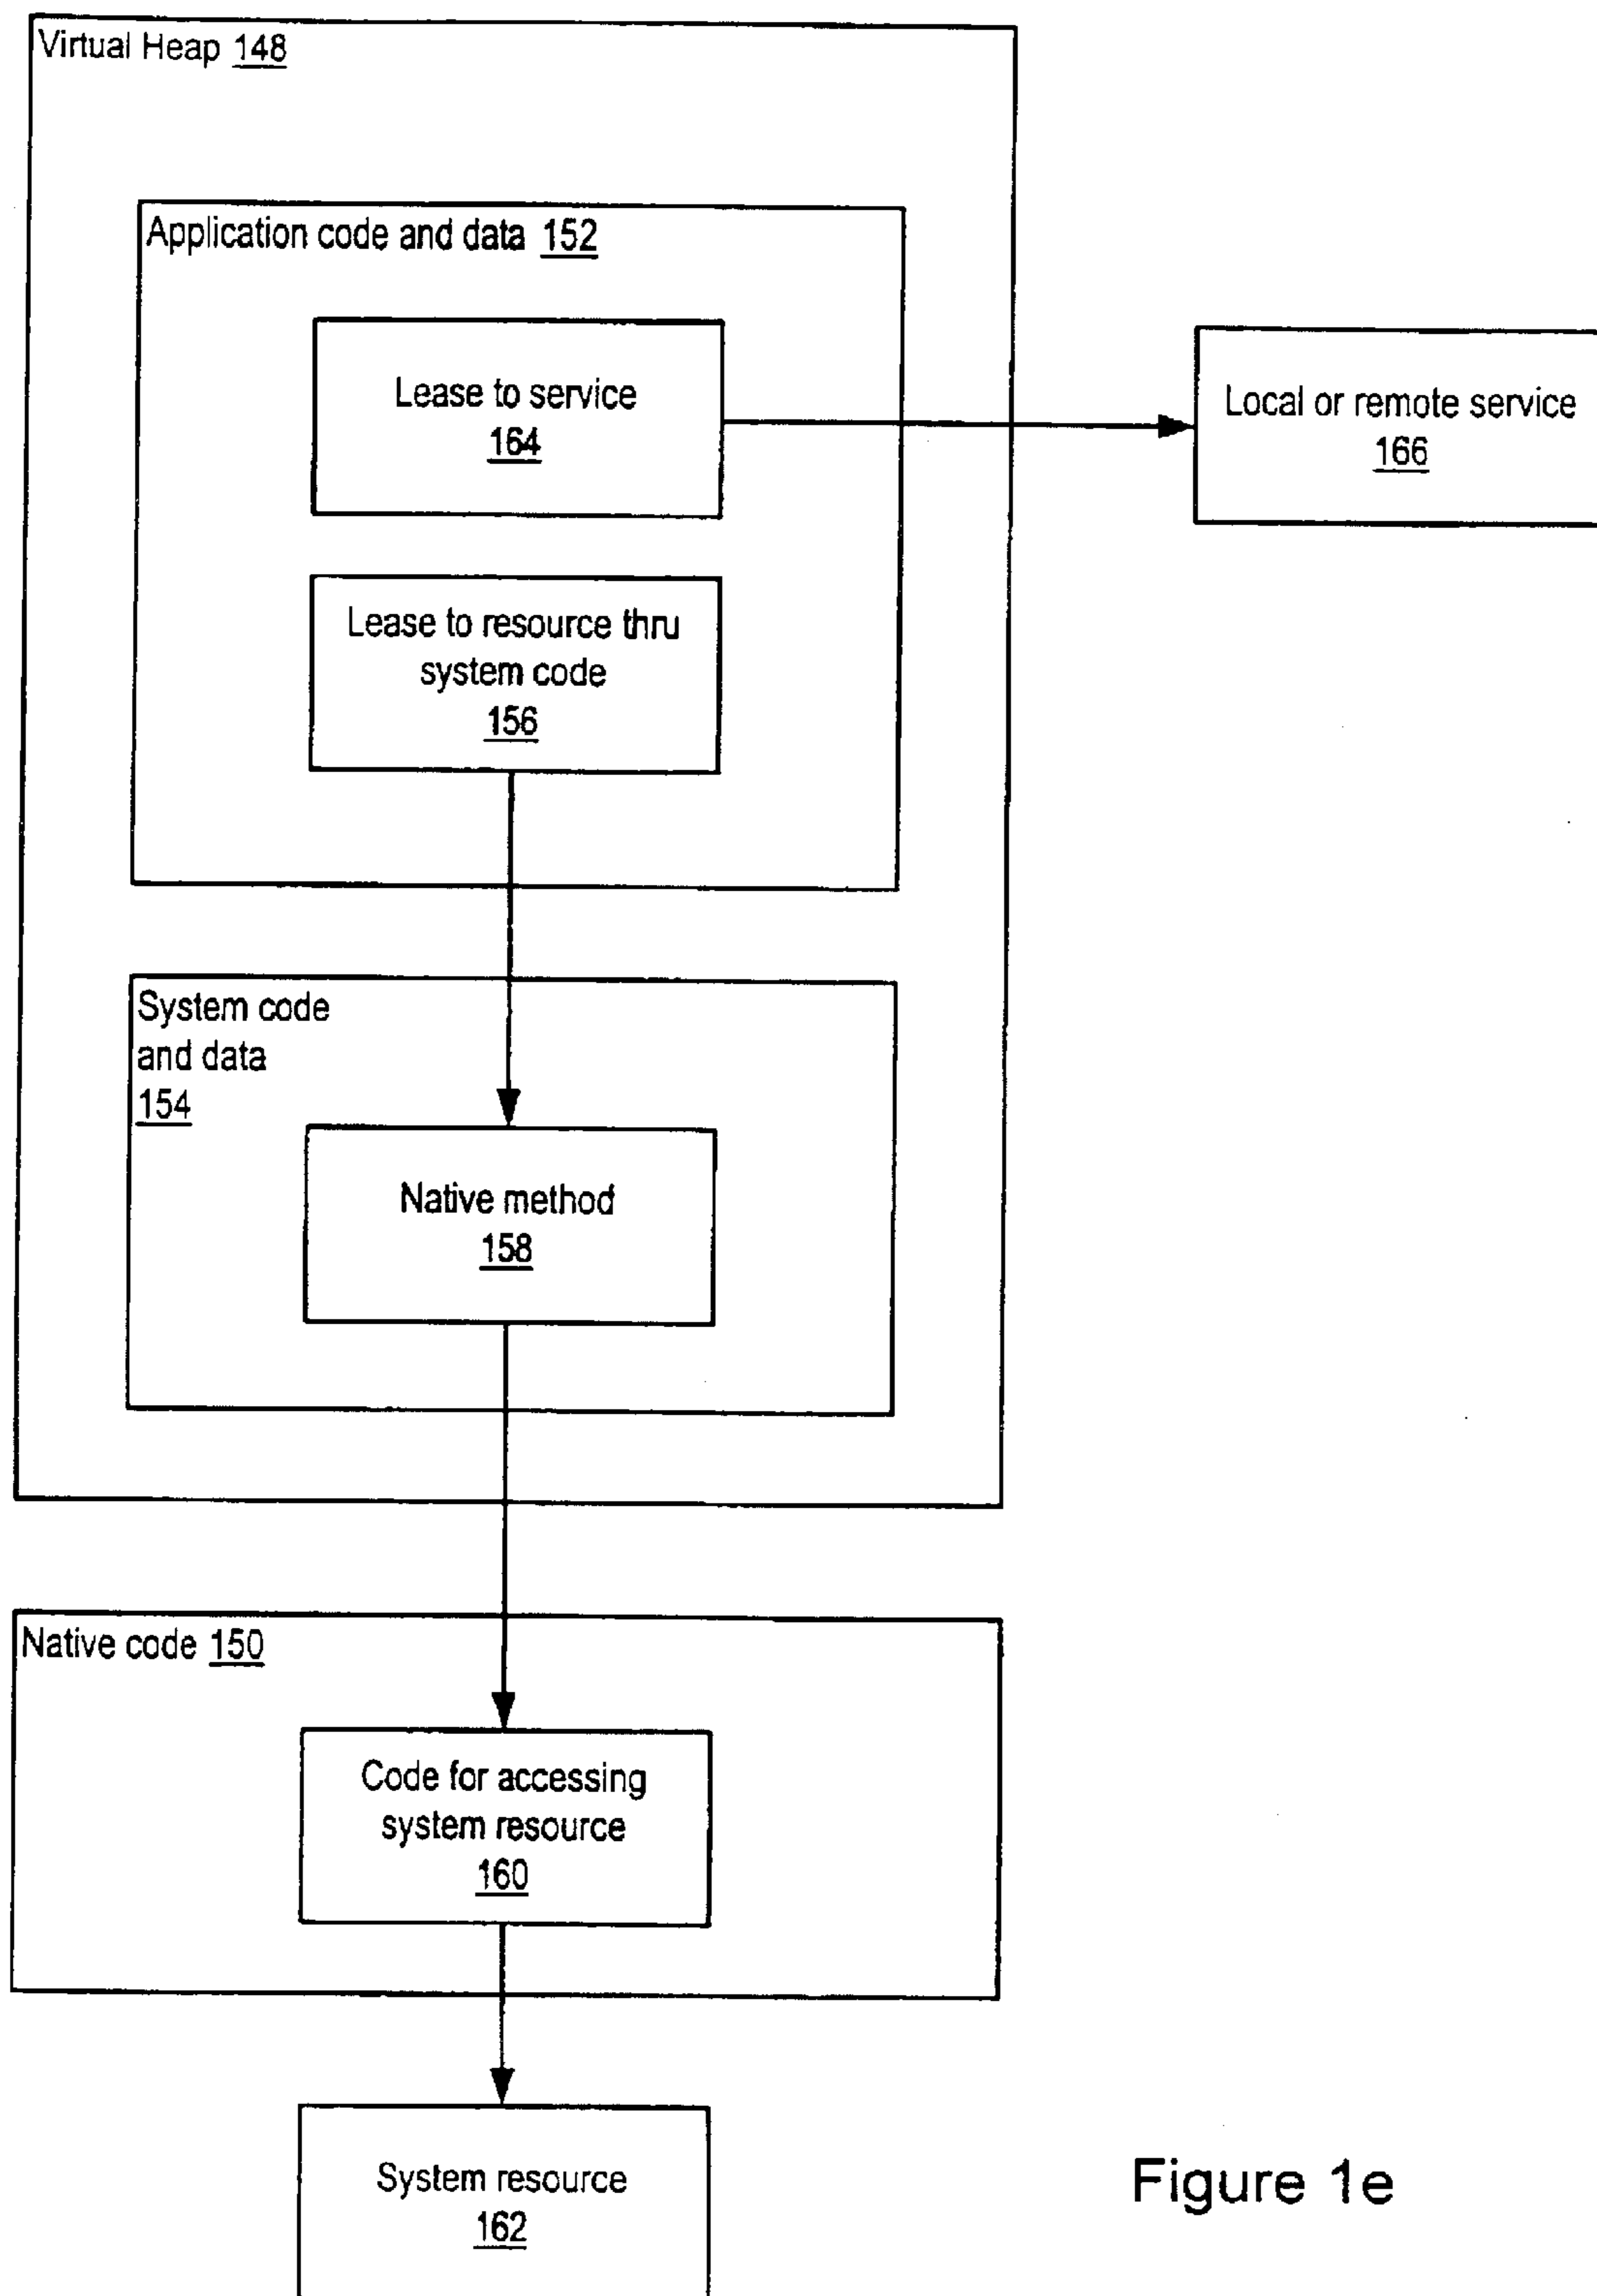 Virtual Heap 148
Application code and data 152
Lease to service
164
Local or remote service
166
Lease to resource thru
system code
156
System code
and data
154
Native method
158
Native code 150
Code for accessing
system resource
160
System resource
162
Figure 1e